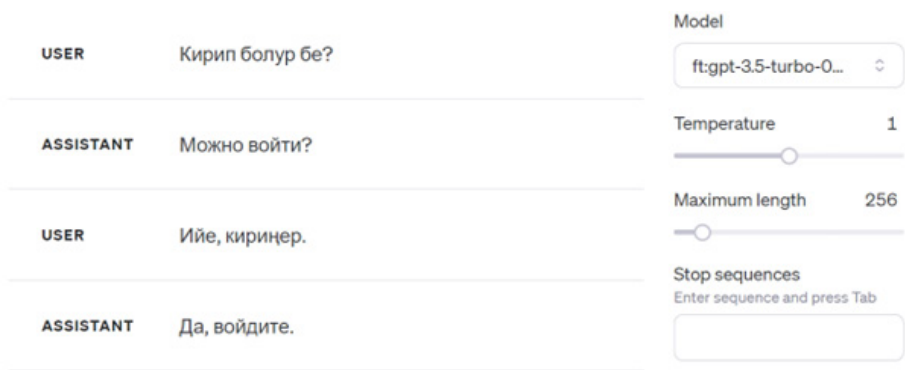 USER Кирип болур бе?
ASSISTANT Можно войти?
USER Ийе, кириңер.
ASSISTANT Да, войдите.
Model
ft:gpt-3.5-turbo-0...
Temperature 1
Maximum length 256
Stop sequences
Enter sequence and press Tab